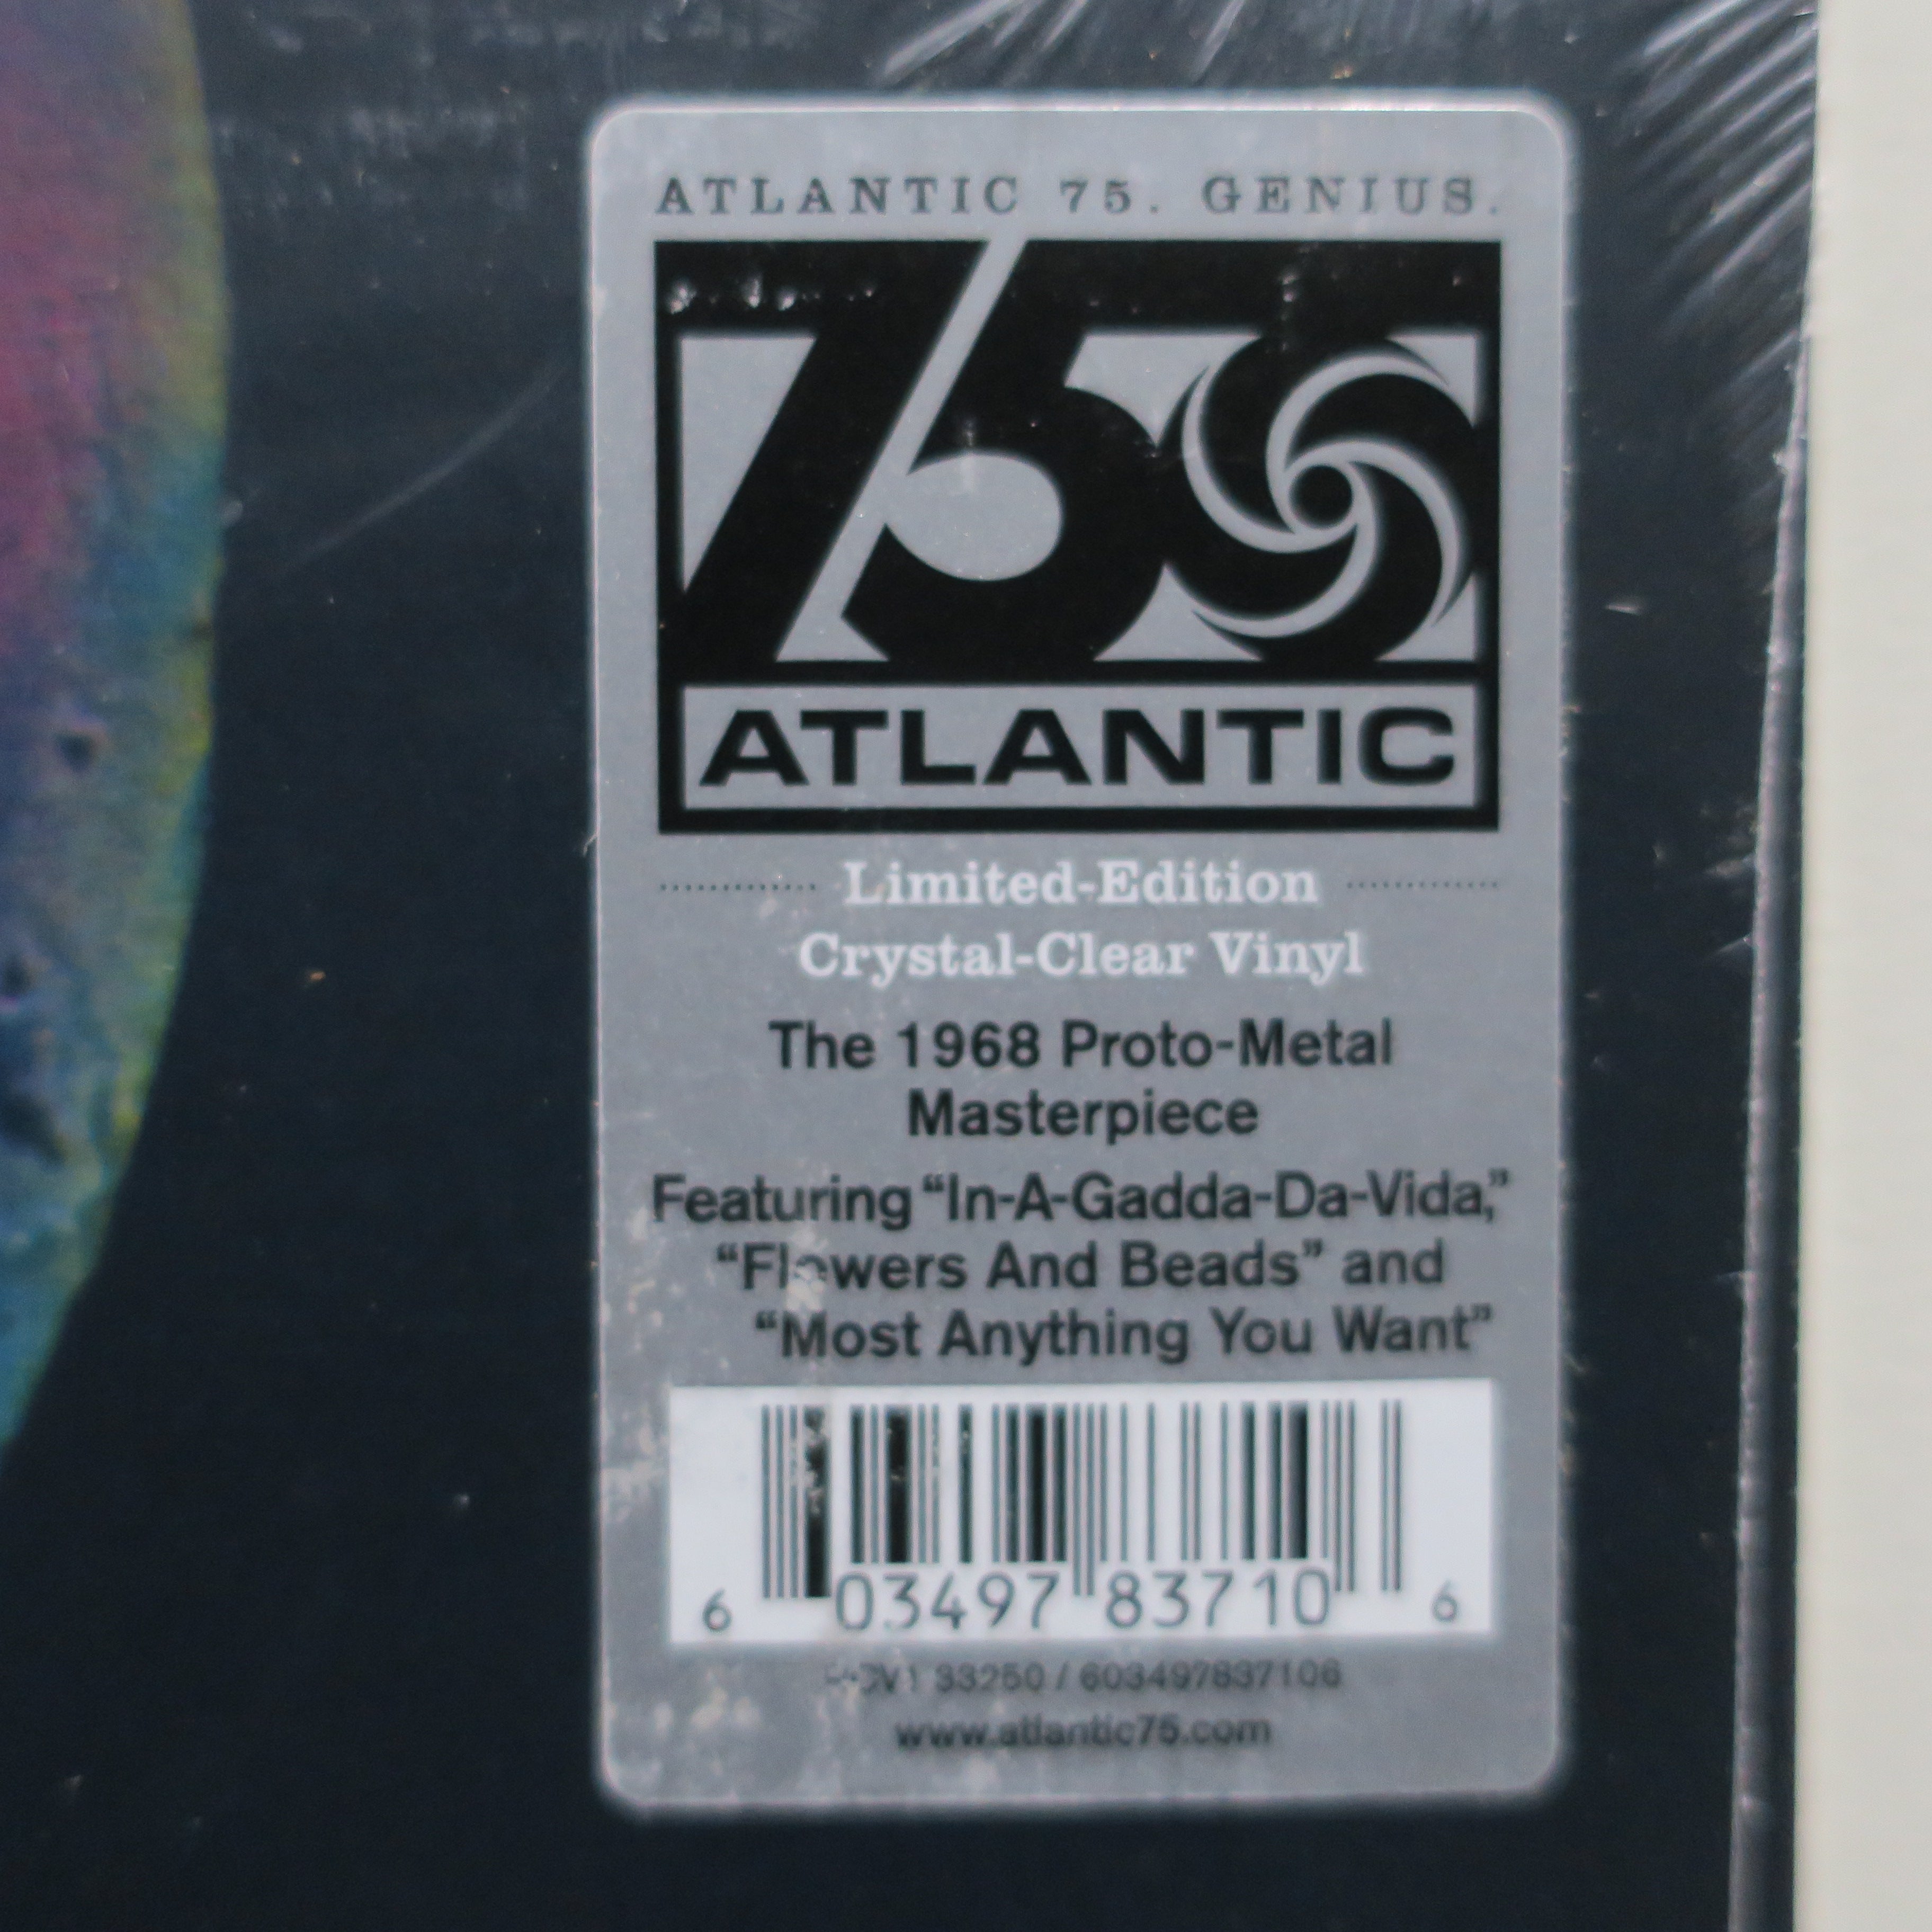 ATLANTIC 75. GENIUS.
75
ATLANTIC
Limited-Edition
Crystal-Clear Vinyl
The 1968 Proto-Metal
Masterpiece
Featuring “In-A-Gadda-Da-Vida,”
“Flowers And Beads” and
“Most Anything You Want”
6 03497 83710 6
33250 / 603497837106
www.atlantic75.com